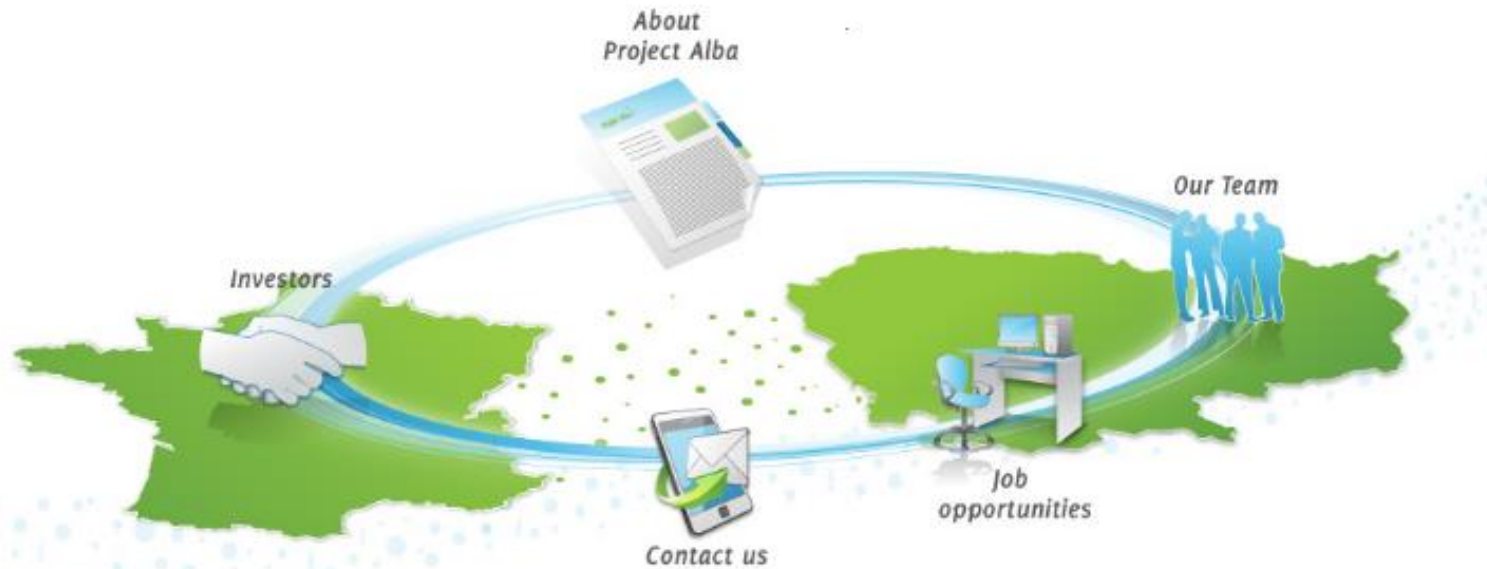 About
Project Alba
Our Team
Investors
Job
opportunities
Contact us